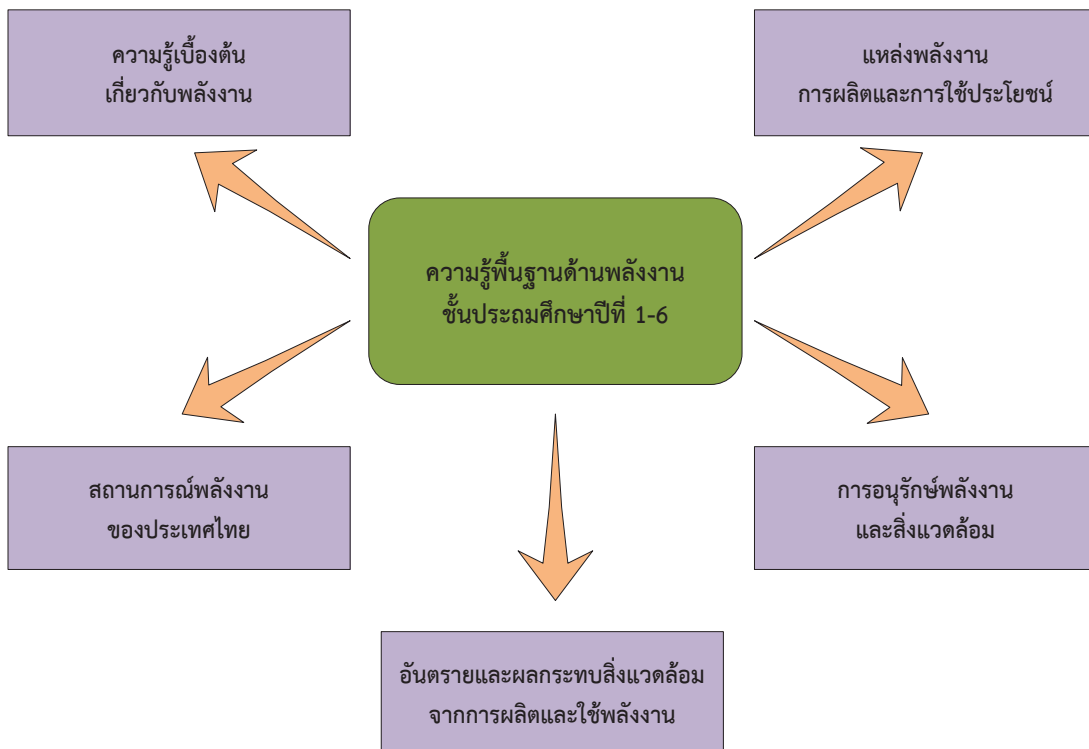 ความรู้เบื้องต้น
เกี่ยวกับพลังงาน
แหล่งพลังงาน
การผลิตและการใช้ประโยชน์
ความรู้พื้นฐานด้านพลังงาน
ชั้นประถมศึกษาปีที่ 1-6
สถานการณ์พลังงาน
ของประเทศไทย
การอนุรักษ์พลังงาน
และสิ่งแวดล้อม
อันตรายและผลกระทบสิ่งแวดล้อม
จากการผลิตและใช้พลังงาน